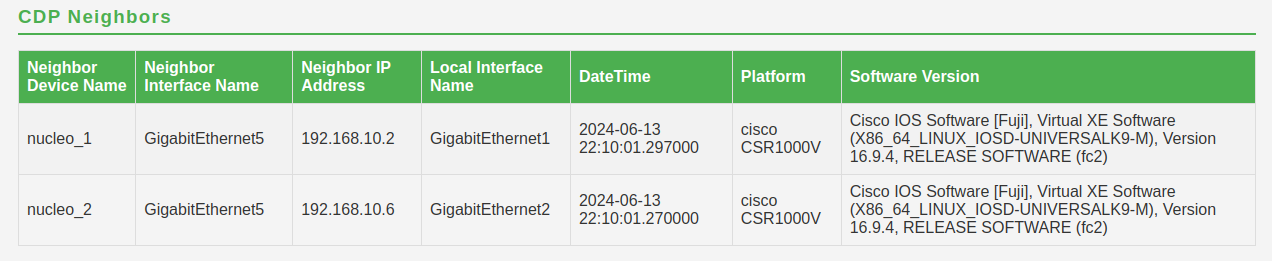 CDP Neighbors
Neighbor Device Name
Neighbor Interface Name
Neighbor IP Address
Local Interface Name
DateTime
Platform
Software Version
nucleo_1
GigabitEthernet5
192.168.10.2
GigabitEthernet1
2024-06-13
22:10:01.297000
cisco
CSR1000V
Cisco IOS Software [Fuji], Virtual XE Software
(X86_64_LINUX_IOSD-UNIVERSALK9-M), Version
16.9.4, RELEASE SOFTWARE (fc2)
nucleo_2
GigabitEthernet5
192.168.10.6
GigabitEthernet2
2024-06-13
22:10:01.270000
cisco
CSR1000V
Cisco IOS Software [Fuji], Virtual XE Software
(X86_64_LINUX_IOSD-UNIVERSALK9-M), Version
16.9.4, RELEASE SOFTWARE (fc2)